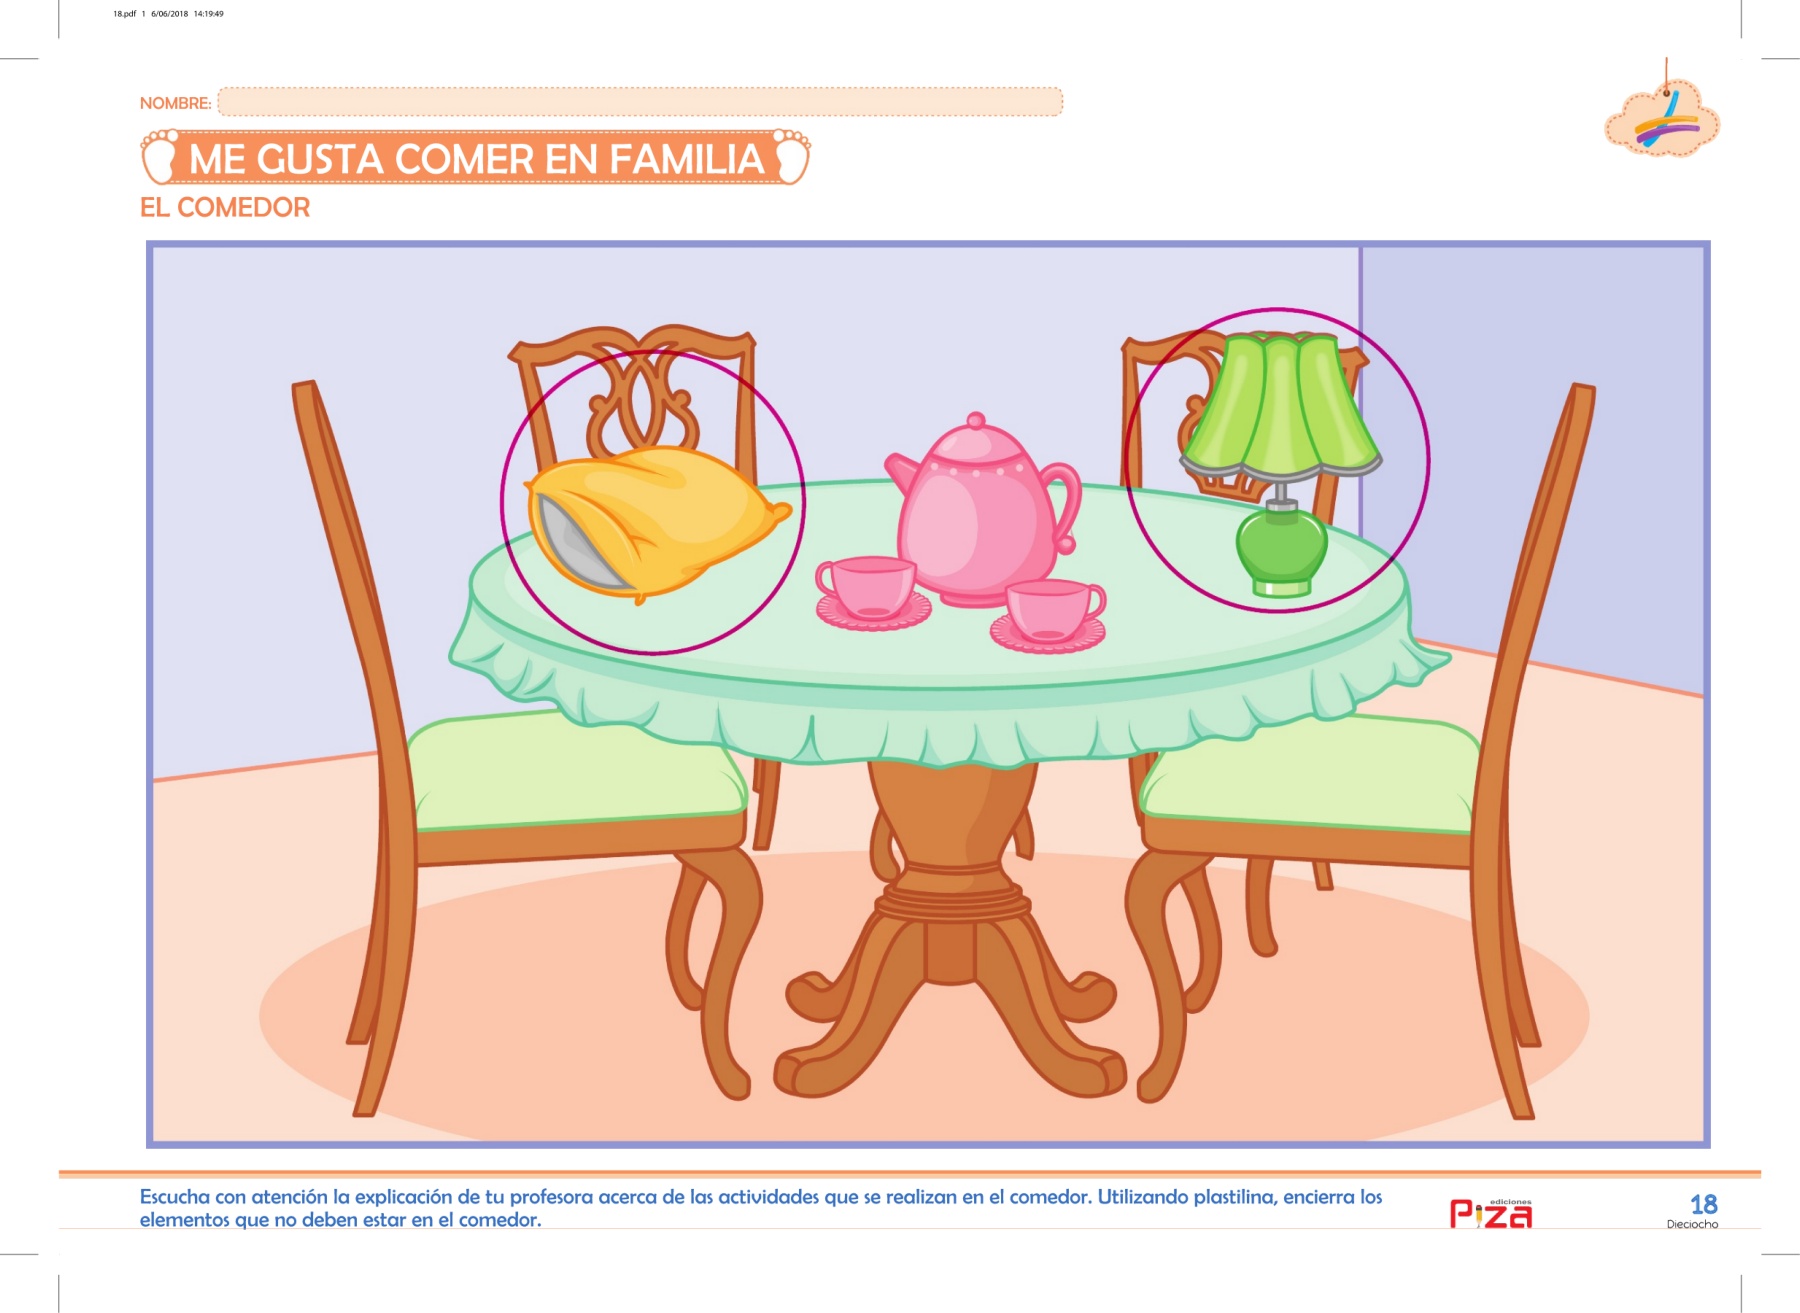 18.pdf 1 6/06/2018 14:19:49
NOMBRE:
ME GUSTA COMER EN FAMILIA
EL COMEDOR
Escucha con atención la explicación de tu profesora acerca de las actividades que se realizan en el comedor. Utilizando plastilina, encierra los
elementos que no deben estar en el comedor.
ediciones
Piza
18
Dieciocho